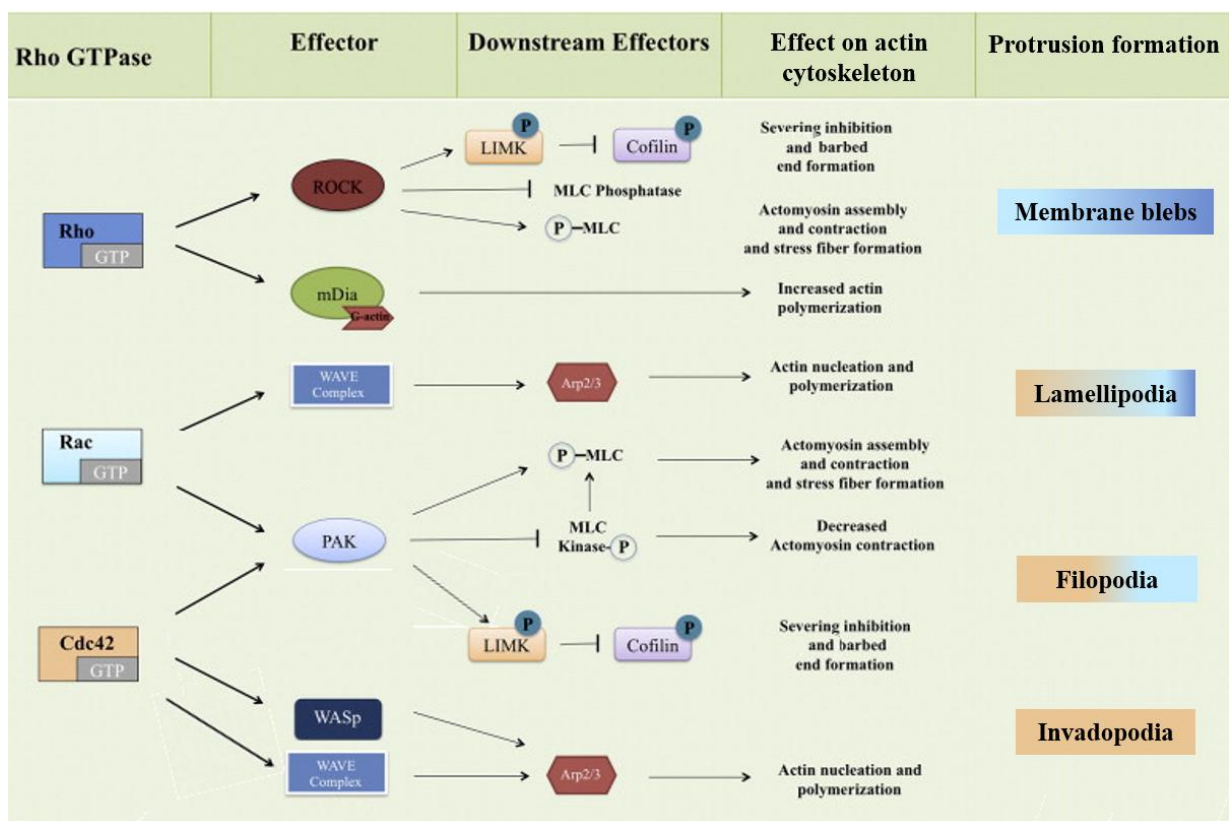 Rho GTPase
Effector
Downstream Effectors
Effect on actin
cytoskeleton
Protrusion formation
Rho
GTP
ROCK
P
LIMK
P
Cofilin
MLC Phosphatase
P–MLC
Severing inhibition
and barbed
end formation
Actomyosin assembly
and contraction
and stress fiber formation
mDia
G-actin
Increased actin
polymerization
Membrane blebs
Rac
GTP
WAVE
Complex
Arp2/3
Actin nucleation and
polymerization
Lamellipodia
PAK
P–MLC
MLC
Kinase-P
Actomyosin assembly
and contraction
and stress fiber formation
Decreased
Actomyosin contraction
Filopodia
Cdc42
GTP
P
LIMK
P
Cofilin
Severing inhibition
and barbed
end formation
WASp
WAVE
Complex
Arp2/3
Actin nucleation and
polymerization
Invadopodia